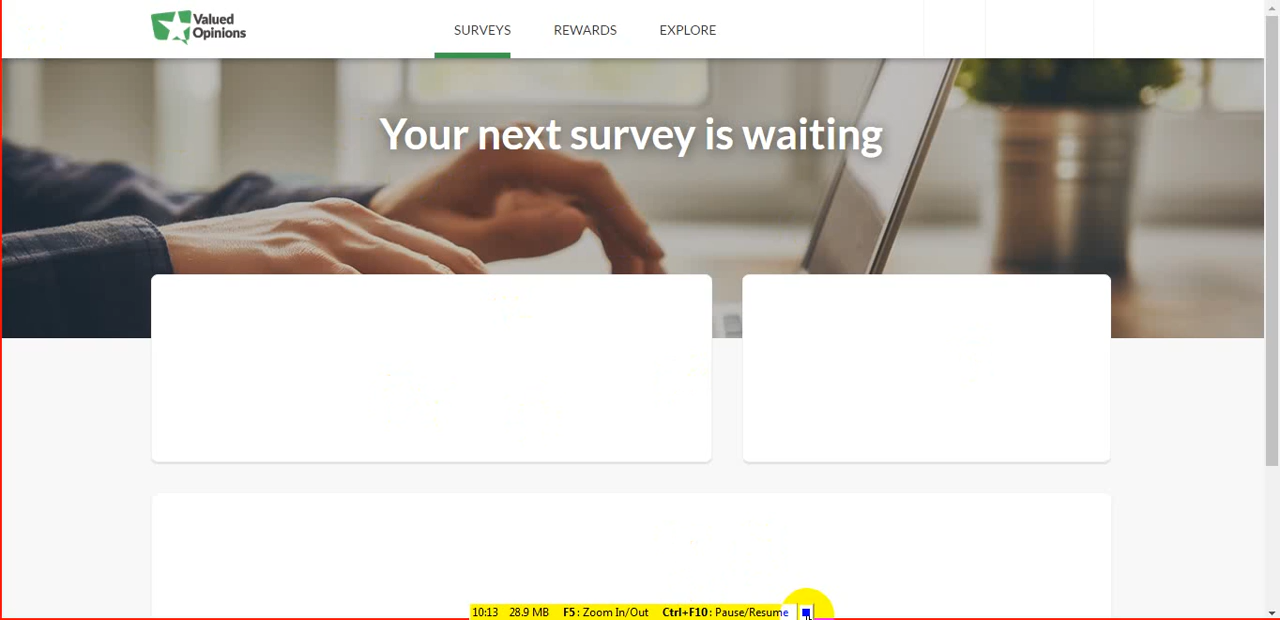 Valued
Opinions
SURVEYS REWARDS EXPLORE
Your next survey is waiting
10:13 28.9 MB F5: Zoom In/Out Ctrl+F10: Pause/Resume